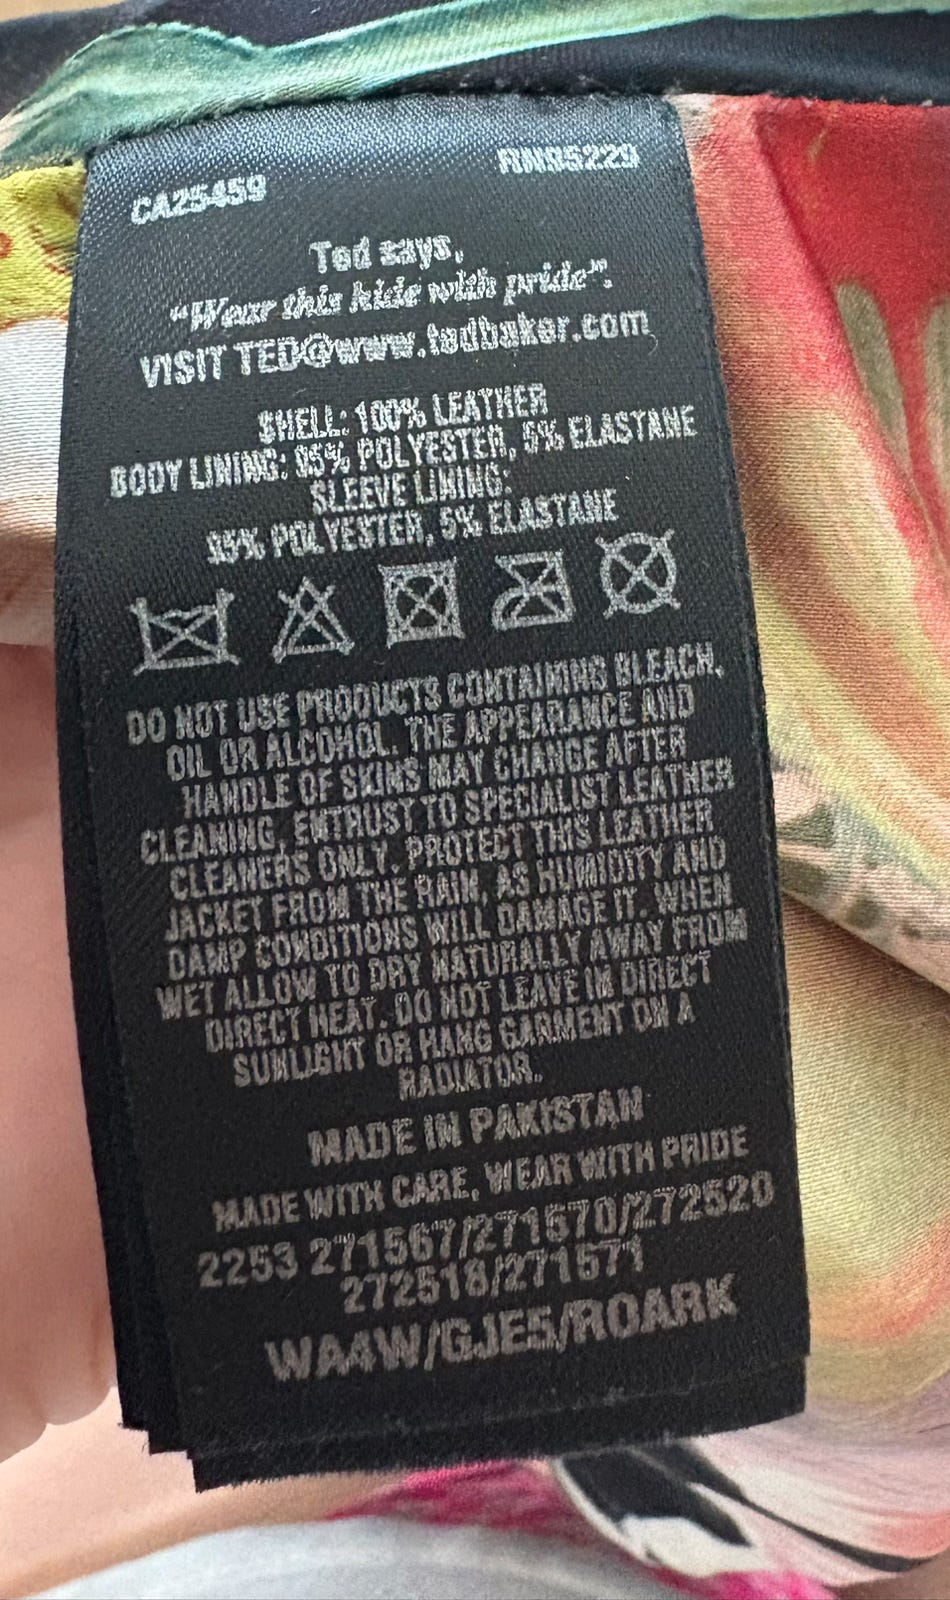 CA25459
RN95229
Ted says,
"Wear this hide with pride".
VISIT TED@www.tedbaker.com
SHELL: 100% LEATHER
BODY LINING: 95% POLYESTER, 5% ELASTANE
SLEEVE LINING:
95% POLYESTER, 5% ELASTANE
DO NOT USE PRODUCTS CONTAINING BLEACH,
OIL OR ALCOHOL. THE APPEARANCE AND
HANDLE OF SKINS MAY CHANGE AFTER
CLEANING, ENTRUST TO SPECIALIST LEATHER
CLEANERS ONLY. PROTECT THIS LEATHER
JACKET FROM THE RAIN, AS HUMIDITY AND
DAMP CONDITIONS WILL DAMAGE IT. WHEN
WET ALLOW TO DRY NATURALLY AWAY FROM
DIRECT HEAT. DO NOT LEAVE IN DIRECT
SUNLIGHT OR HANG GARMENT ON A
RADIATOR.
MADE IN PAKISTAN
MADE WITH CARE, WEAR WITH PRIDE
2253 271567/271570/272520
272518/271571
WA4W/GJE5/ROARK